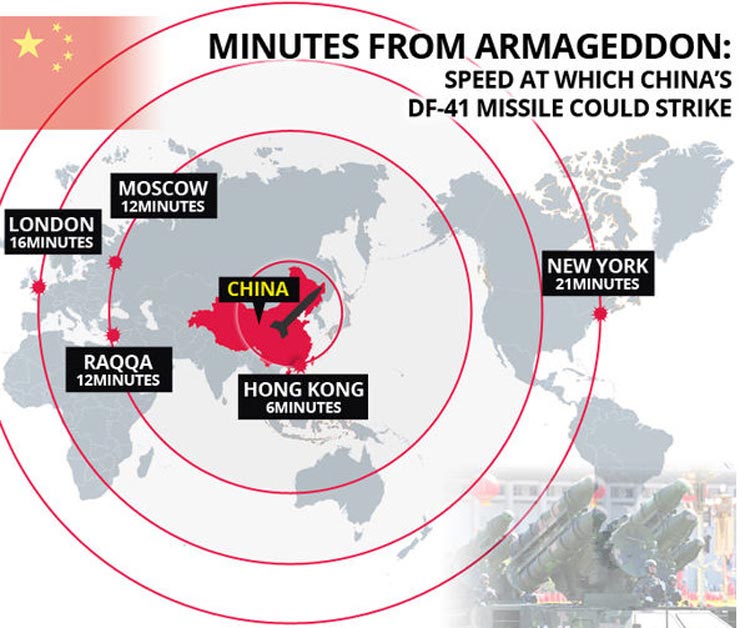 MINUTES FROM ARMAGEDDON:
SPEED AT WHICH CHINA'S
DF-41 MISSILE COULD STRIKE
MOSCOW
12MINUTES
LONDON
16MINUTES
NEW YORK
21MINUTES
CHINA
RAQQA
12MINUTES
HONG KONG
6MINUTES